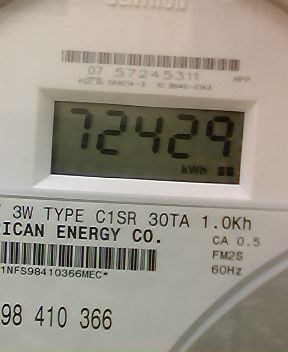 07 57245311
72429
kWh
3W TYPE C1SR 30TA 1.0Kh
RICAN ENERGY CO.
CA 0.5
FM2S
60Hz
1NFS98410366MEC*
98 410 366